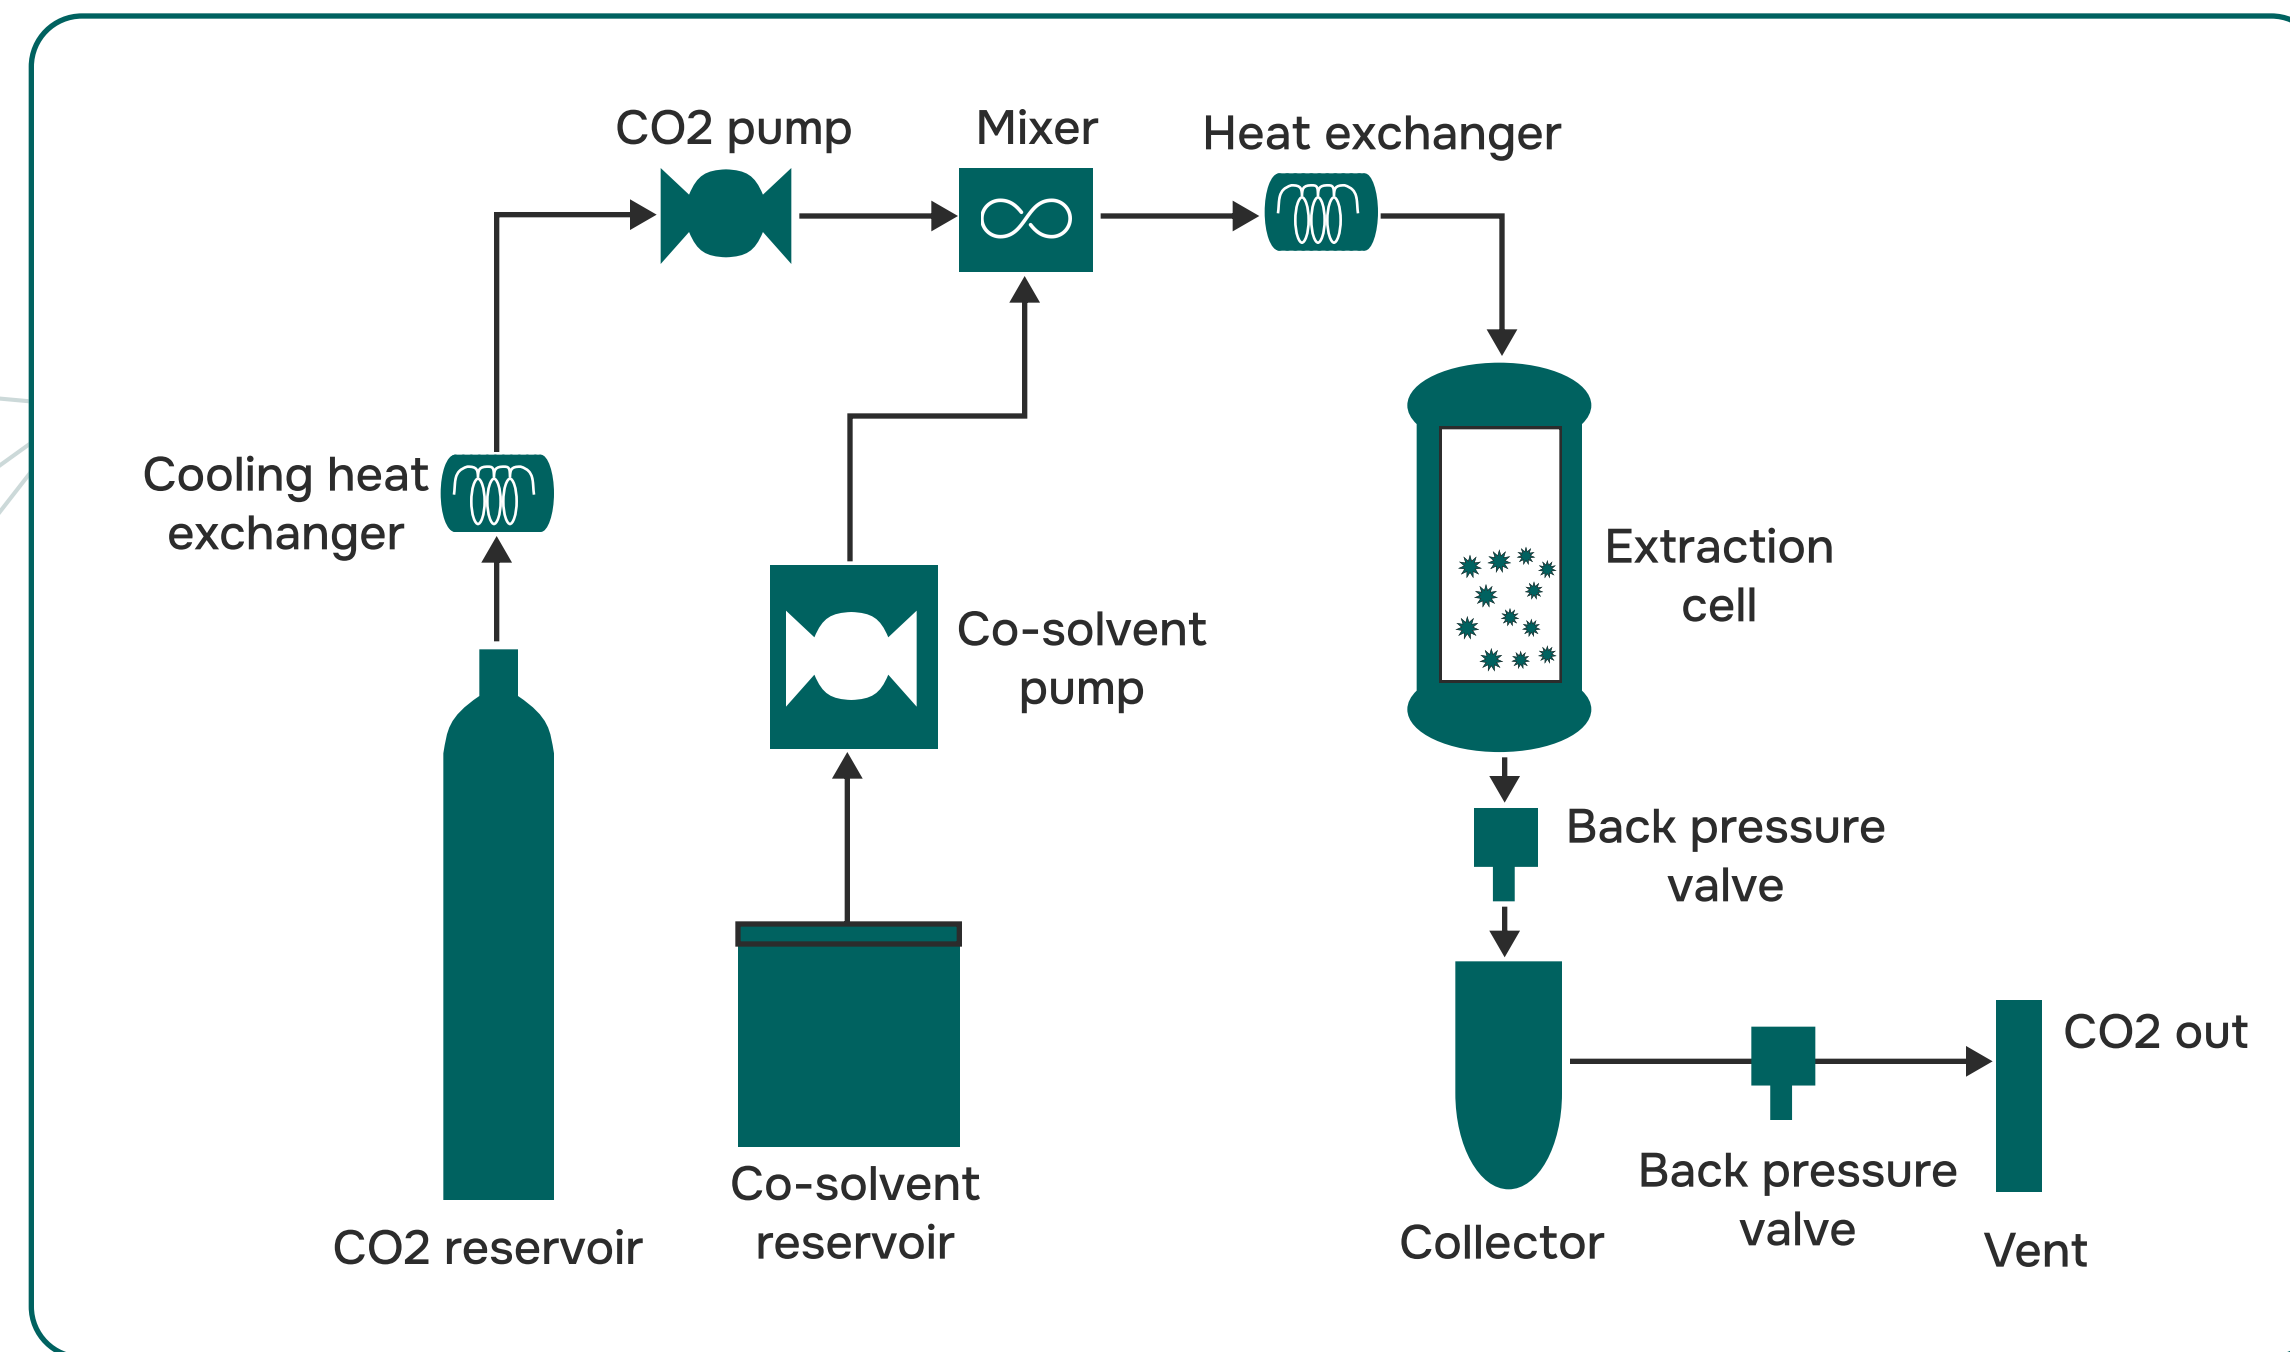 CO2 pump
Mixer
Heat exchanger
Cooling heat
exchanger
Extraction
cell
Co-solvent
pump
Back pressure
valve
CO2 out
Back pressure
valve
Co-solvent
reservoir
CO2 reservoir
Collector
Vent